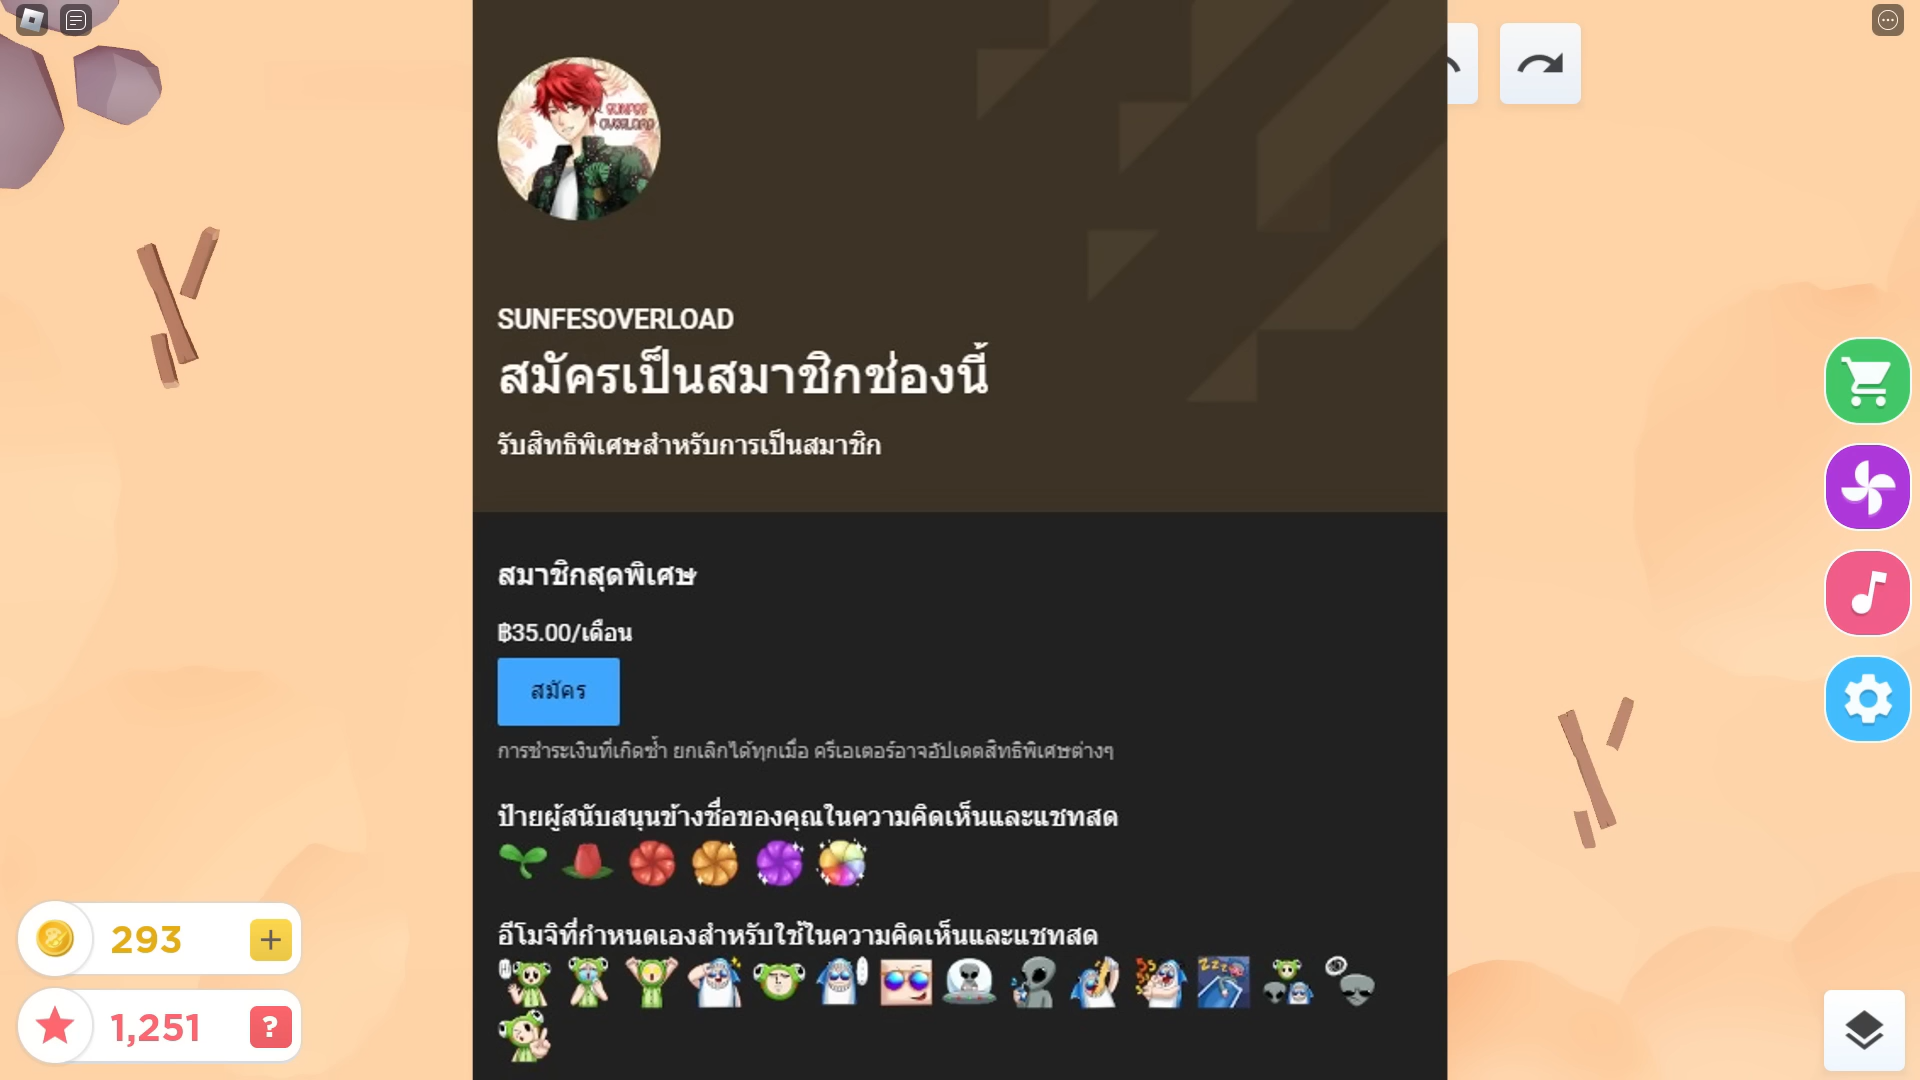 SUNFES
OVERLOAD
SUNFESOVERLOAD
สมัครเป็นสมาชิกช่องนี้
รับสิทธิพิเศษสำหรับการเป็นสมาชิก
สมาชิกสุดพิเศษ
฿35.00/เดือน
สมัคร
การชำระเงินที่เกิดซ้ำ ยกเลิกได้ทุกเมื่อ ครีเอเตอร์อาจอัปเดตสิทธิพิเศษต่างๆ
ป้ายผู้สนับสนุนข้างชื่อของคุณในความคิดเห็นและแชทสด
อีโมจิที่กำหนดเองสำหรับใช้ในความคิดเห็นและแชทสด
293
+
1,251
?